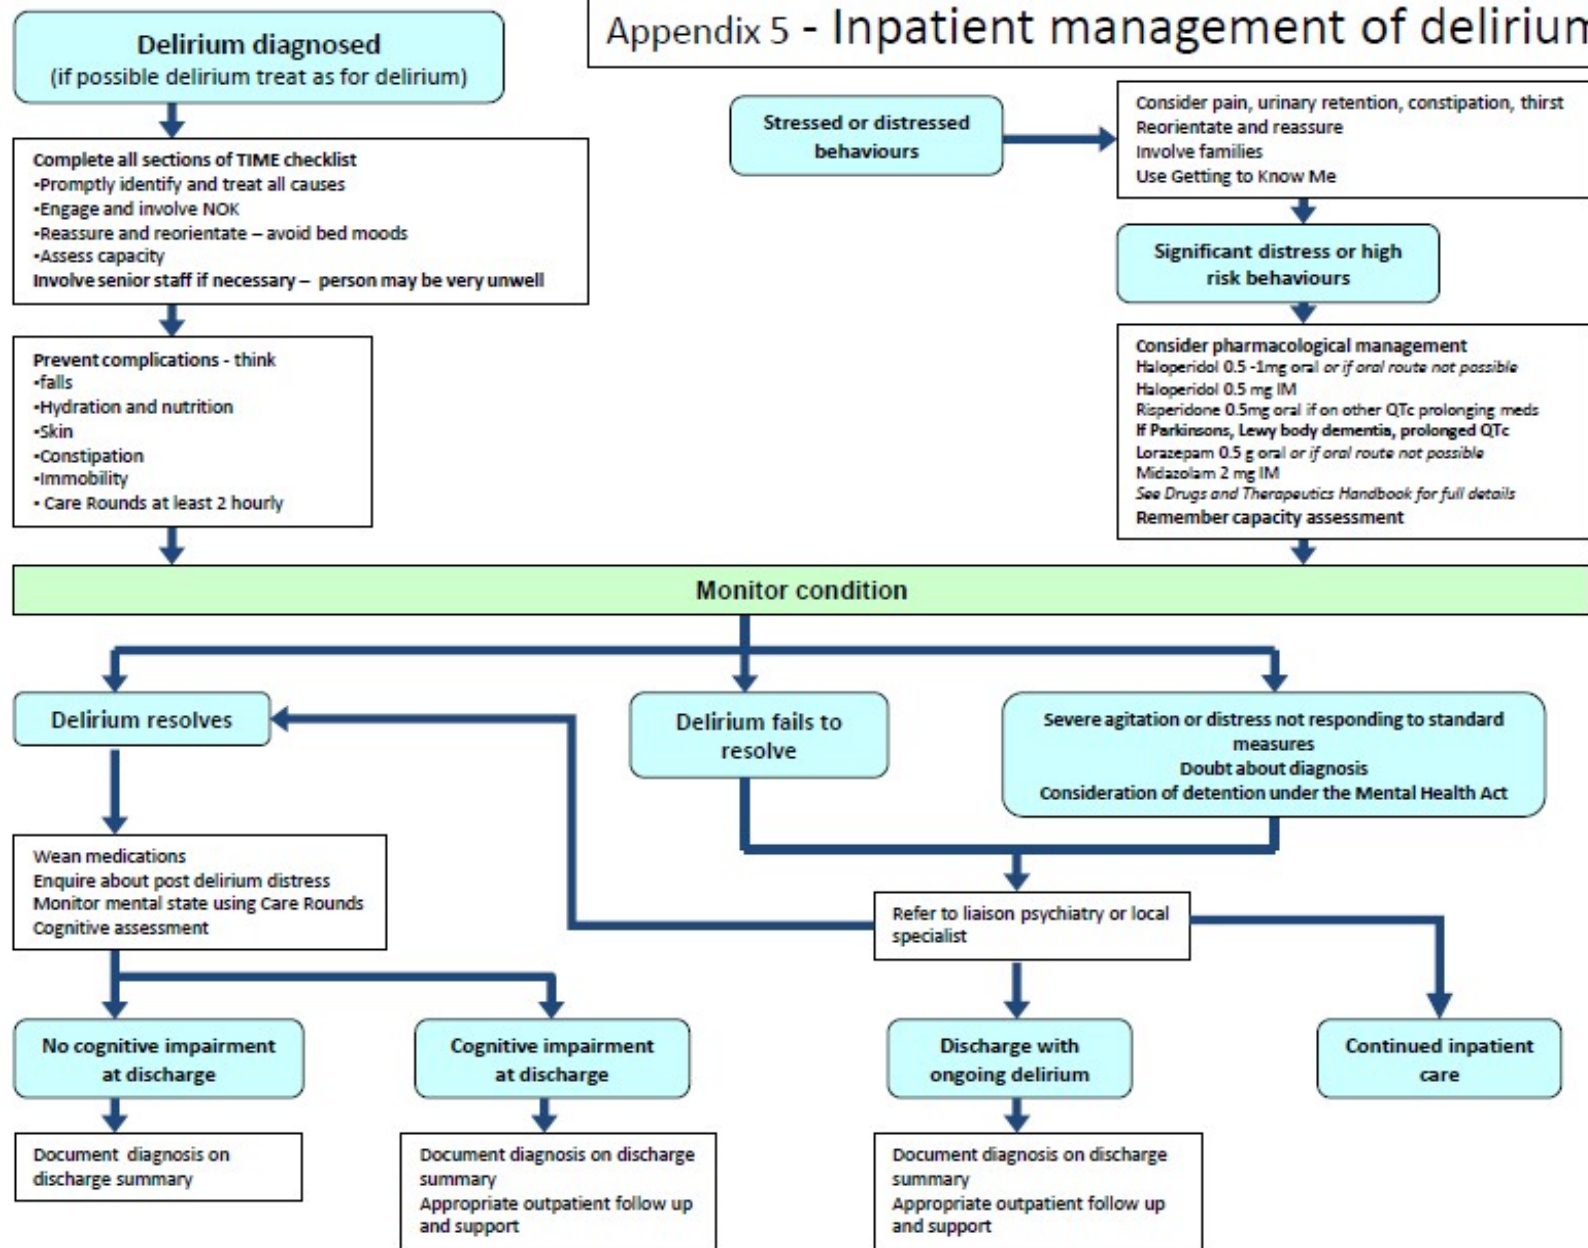 Appendix 5 - Inpatient management of delirium
Delirium diagnosed
(if possible delirium treat as for delirium)
Complete all sections of TIME checklist
•Promptly identify and treat all causes
•Engage and involve NOK
•Reassure and reorientate – avoid bed moods
•Assess capacity
Involve senior staff if necessary – person may be very unwell
Prevent complications - think
•falls
•Hydration and nutrition
•Skin
•Constipation
•Immobility
• Care Rounds at least 2 hourly
Stressed or distressed
behaviours
Consider pain, urinary retention, constipation, thirst
Reorientate and reassure
Involve families
Use Getting to Know Me
Significant distress or high
risk behaviours
Consider pharmacological management
Haloperidol 0.5 -1mg oral or if oral route not possible
Haloperidol 0.5 mg IM
Risperidone 0.5mg oral if on other QTc prolonging meds
If Parkinsons, Lewy body dementia, prolonged QTc
Lorazepam 0.5 g oral or if oral route not possible
Midazolam 2 mg IM
See Drugs and Therapeutics Handbook for full details
Remember capacity assessment
Monitor condition
Delirium resolves
Delirium fails to
resolve
Severe agitation or distress not responding to standard
measures
Doubt about diagnosis
Consideration of detention under the Mental Health Act
Wean medications
Enquire about post delirium distress
Monitor mental state using Care Rounds
Cognitive assessment
Refer to liaison psychiatry or local
specialist
No cognitive impairment
at discharge
Cognitive impairment
at discharge
Discharge with
ongoing delirium
Continued inpatient
care
Document diagnosis on
discharge summary
Document diagnosis on discharge
summary
Appropriate outpatient follow up
and support
Document diagnosis on discharge
summary
Appropriate outpatient follow up
and support